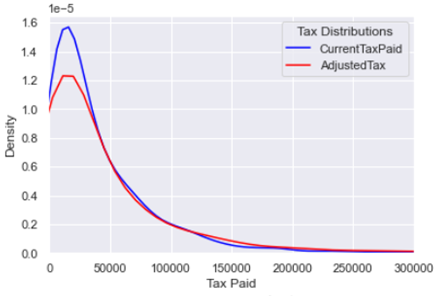 1e−5
Tax Distributions
CurrentTaxPaid
AdjustedTax
1.6
1.4
1.2
1.0
0.8
0.6
0.4
0.2
0.0
Density
0 50000 100000 150000 200000 250000 300000
Tax Paid